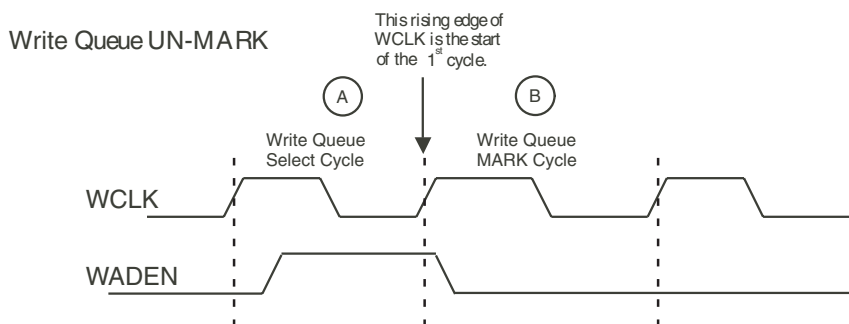 Write Queue UN-MARK
This rising edge of
WCLK is the start
of the 1st cycle.
A
B
Write Queue
Select Cycle
Write Queue
MARK Cycle
WCLK
WADEN